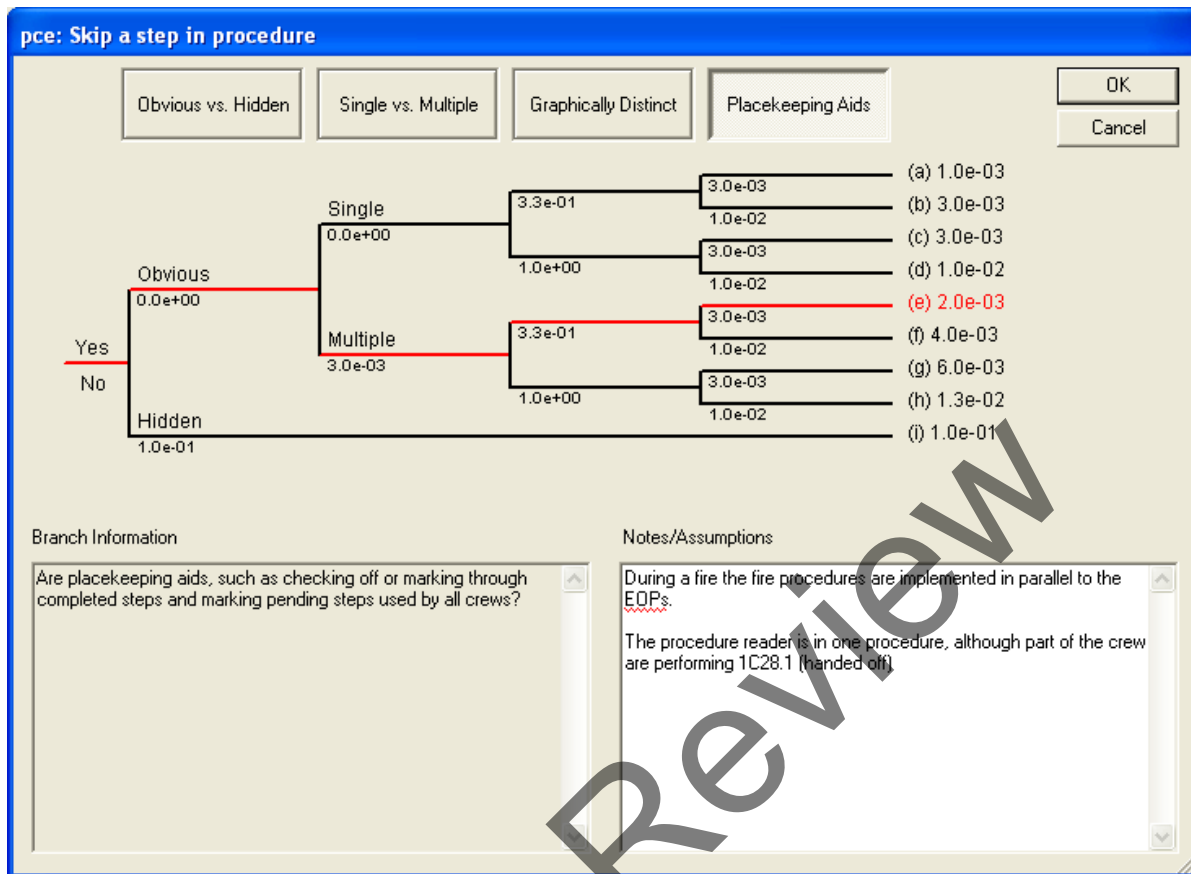 pce: Skip a step in procedure
Obvious vs. Hidden
Single vs. Multiple
Graphically Distinct
Placekeeping Aids
OK
Cancel
(a) 1.0e-03
3.0e-03
3.3e-01
(b) 3.0e-03
Single
1.0e-02
0.0e+00
(c) 3.0e-03
3.0e-03
1.0e+00
(d) 1.0e-02
Obvious
1.0e-02
0.0e+00
(e) 2.0e-03
3.0e-03
3.3e-01
(f) 4.0e-03
Multiple
1.0e-02
Yes
3.0e-03
(g) 6.0e-03
No
3.0e-03
1.0e+00
(h) 1.3e-02
1.0e-02
Hidden
(i) 1.0e-01
1.0e-01
Branch Information
Are placekeeping aids, such as checking off or marking through
completed steps and marking pending steps used by all crews?
Notes/Assumptions
During a fire the fire procedures are implemented in parallel to the
EOPs.
The procedure reader is in one procedure, although part of the crew
are performing 1C28.1 (handed off)
Review